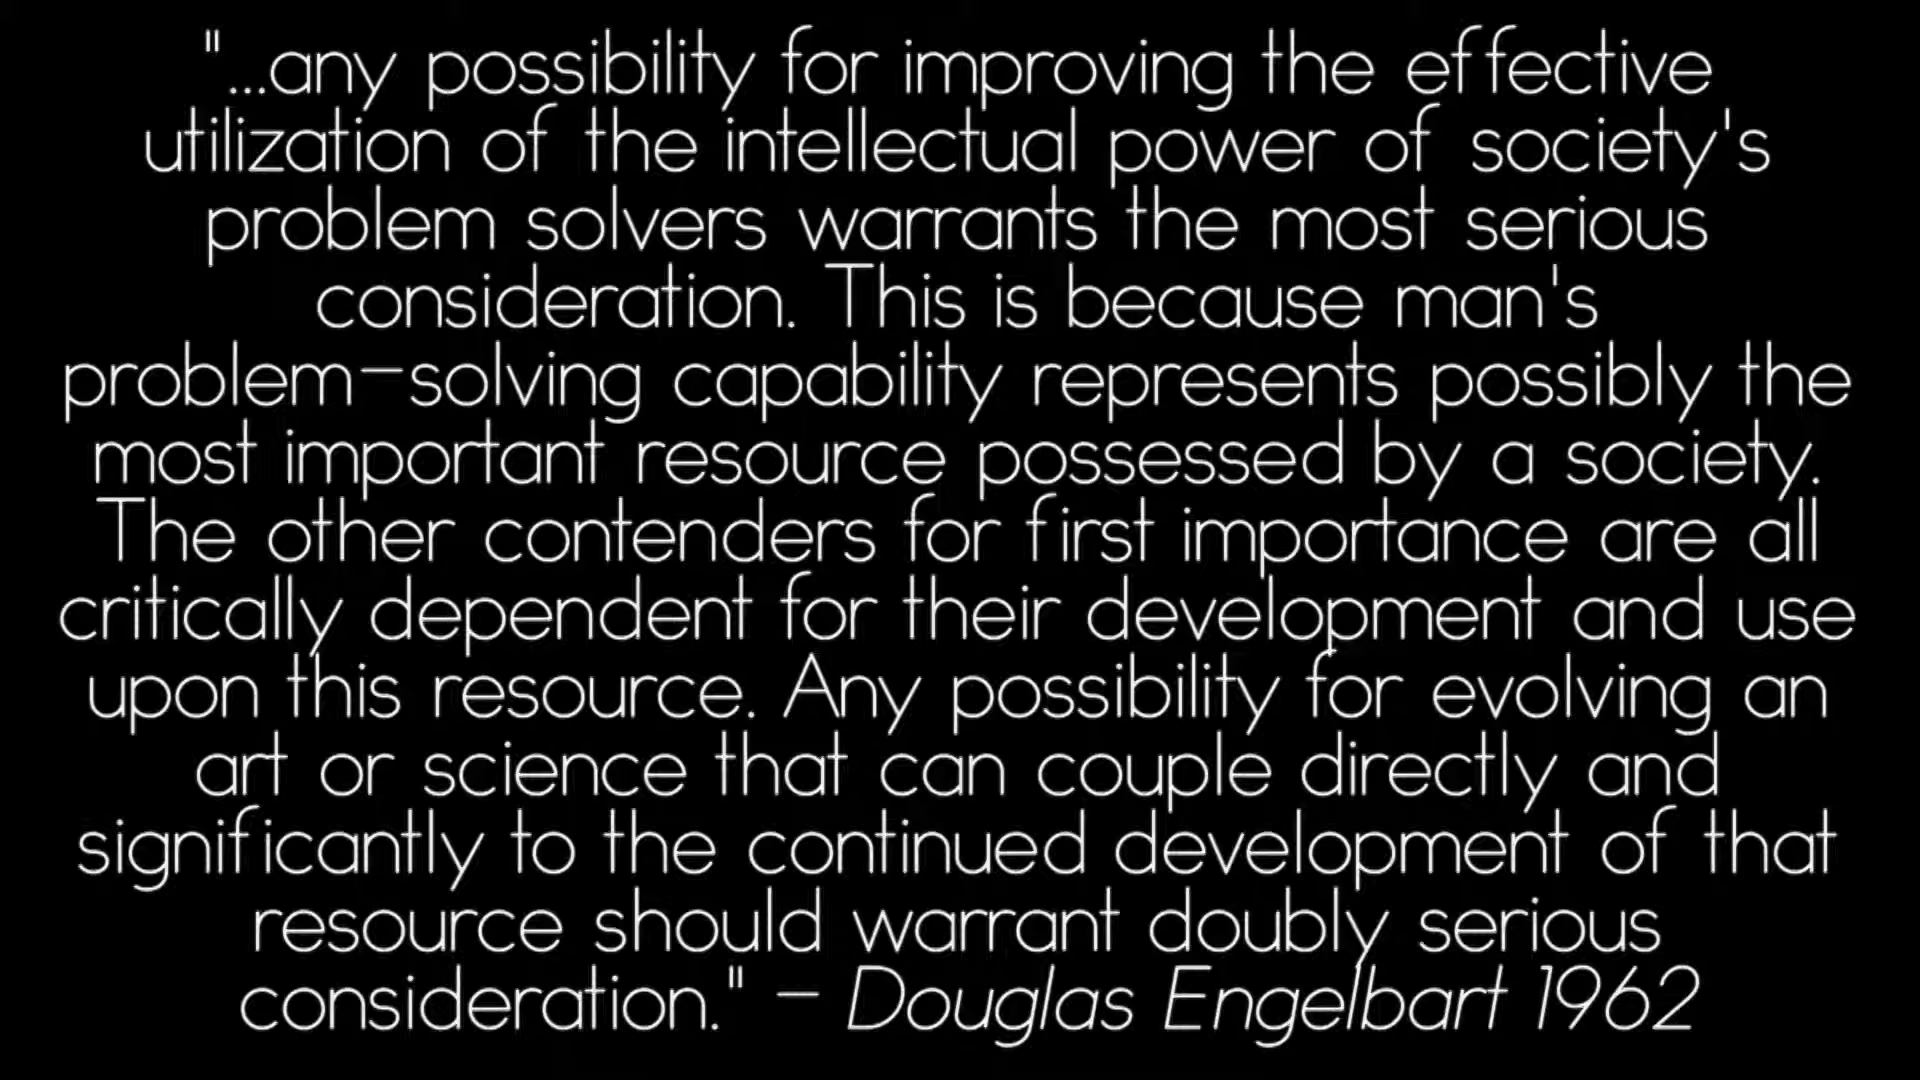 "...any possibility for improving the effective
utilization of the intellectual power of society's
problem solvers warrants the most serious
consideration. This is because man's
problem-solving capability represents possibly the
most important resource possessed by a society.
The other contenders for first importance are all
critically dependent for their development and use
upon this resource. Any possibility for evolving an
art or science that can couple directly and
significantly to the continued development of that
resource should warrant doubly serious
consideration." - Douglas Engelbart 1962